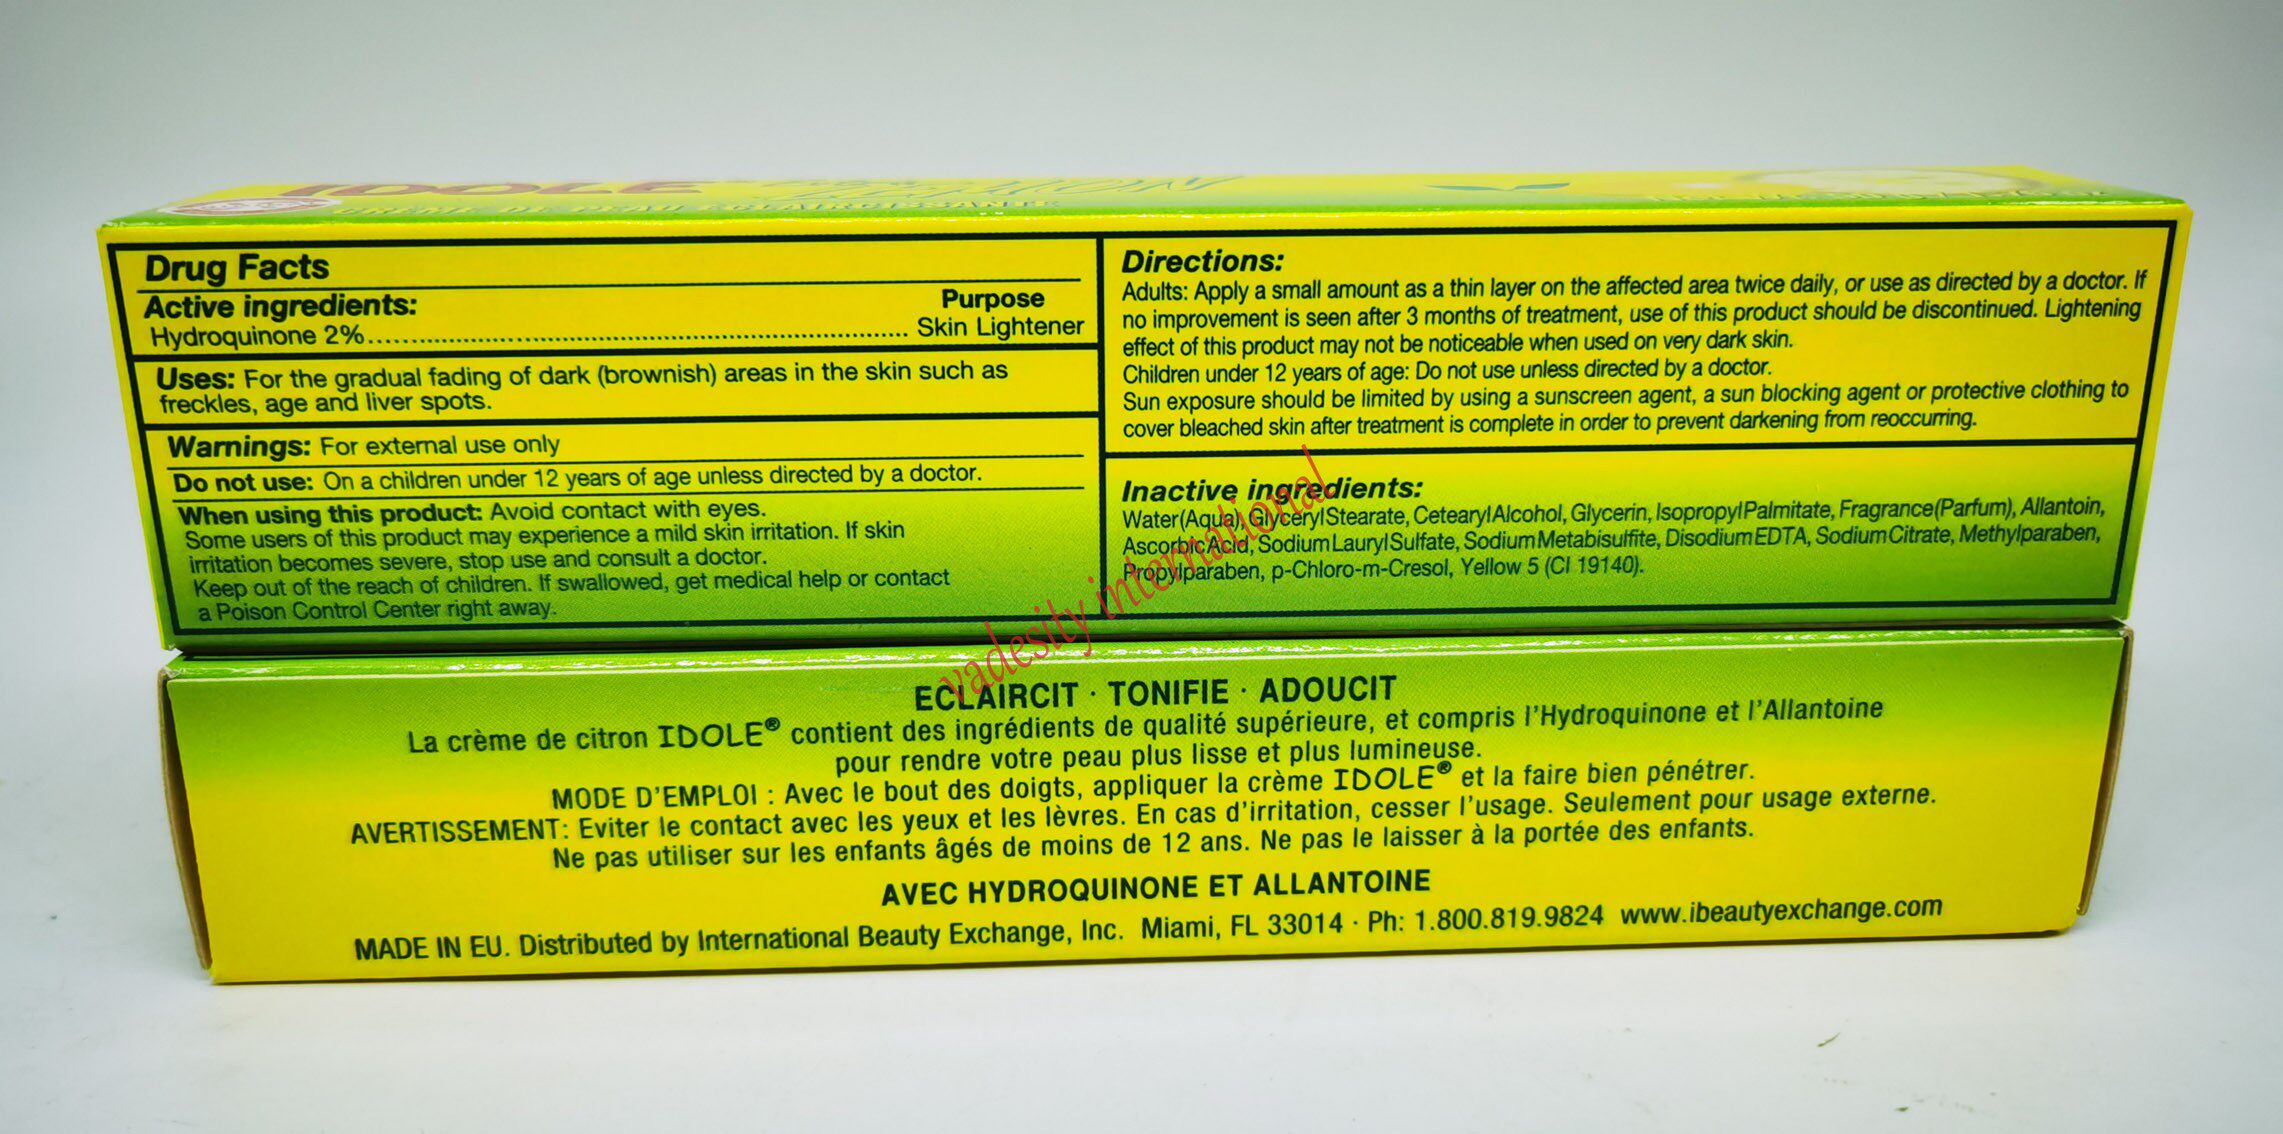 IDOLE
LEMON
CRÈME DE PEAU ECLAIRCISSANTE
Drug Facts
Active ingredients: Purpose
Hydroquinone 2%........................................................................ Skin Lightener
Uses: For the gradual fading of dark (brownish) areas in the skin such as
freckles, age and liver spots.
Warnings: For external use only
Do not use: On a children under 12 years of age unless directed by a doctor.
When using this product: Avoid contact with eyes.
Some users of this product may experience a mild skin irritation. If skin
irritation becomes severe, stop use and consult a doctor.
Keep out of the reach of children. If swallowed, get medical help or contact
a Poison Control Center right away.
Directions:
Adults: Apply a small amount as a thin layer on the affected area twice daily, or use as directed by a doctor. If
no improvement is seen after 3 months of treatment, use of this product should be discontinued. Lightening
effect of this product may not be noticeable when used on very dark skin.
Children under 12 years of age: Do not use unless directed by a doctor.
Sun exposure should be limited by using a sunscreen agent, a sun blocking agent or protective clothing to
cover bleached skin after treatment is complete in order to prevent darkening from reoccurring.
Inactive ingredients:
Water(Aqua), Glyceryl Stearate, Cetearyl Alcohol, Glycerin, Isopropyl Palmitate, Fragrance(Parfum), Allantoin,
Ascorbic Acid, Sodium Lauryl Sulfate, Sodium Metabisulfite, Disodium EDTA, Sodium Citrate, Methylparaben,
Propylparaben, p-Chloro-m-Cresol, Yellow 5 (CI 19140).
vadesity international
ECLAIRCIT · TONIFIE · ADOUCIT
La crème de citron IDOLE® contient des ingrédients de qualité supérieure, et compris l'Hydroquinone et l'Allantoine
pour rendre votre peau plus lisse et plus lumineuse.
MODE D'EMPLOI : Avec le bout des doigts, appliquer la crème IDOLE® et la faire bien pénétrer.
AVERTISSEMENT: Eviter le contact avec les yeux et les lèvres. En cas d'irritation, cesser l'usage. Seulement pour usage externe.
Ne pas utiliser sur les enfants âgés de moins de 12 ans. Ne pas le laisser à la portée des enfants.
AVEC HYDROQUINONE ET ALLANTOINE
MADE IN EU. Distributed by International Beauty Exchange, Inc. Miami, FL 33014 · Ph: 1.800.819.9824 www.ibeautyexchange.com